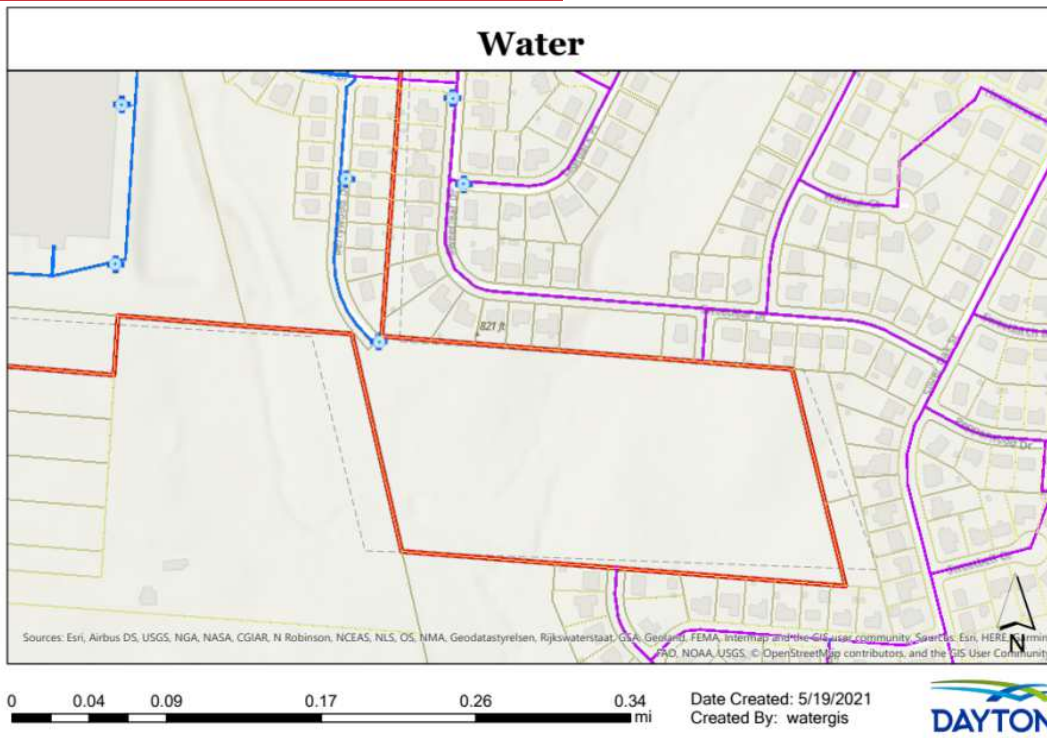 Water
821 ft
Sources: Esri, Airbus DS, USGS, NGA, NASA, CGIAR, N Robinson, NCEAS, NLS, OS, NMA, Geodatastyrelsen, Rijkswaterstaat, GSA, Geoland, FEMA, Intermap and the GIS user community, Sources: Esri, HERE, Garmin,
FAO, NOAA, USGS, © OpenStreetMap contributors, and the GIS User Community
N
0 0.04 0.09 0.17 0.26 0.34
mi
Date Created: 5/19/2021
Created By: watergis
DAYTON